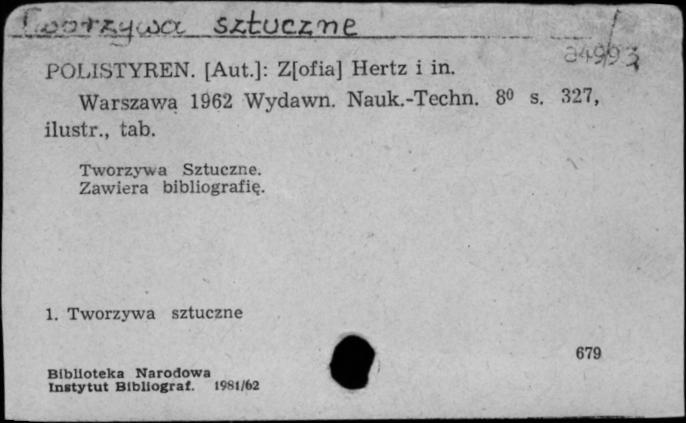 Tworzywa sztuczne
a4993
POLISTYREN. [Aut.]: Z[ofia] Hertz i in.
Warszawa 1962 Wydawn. Nauk.-Techn. 8⁰ s. 327,
ilustr., tab.
Tworzywa Sztuczne.
Zawiera bibliografię.
1. Tworzywa sztuczne
679
Biblioteka Narodowa
Instytut Bibliograf. 1981/62